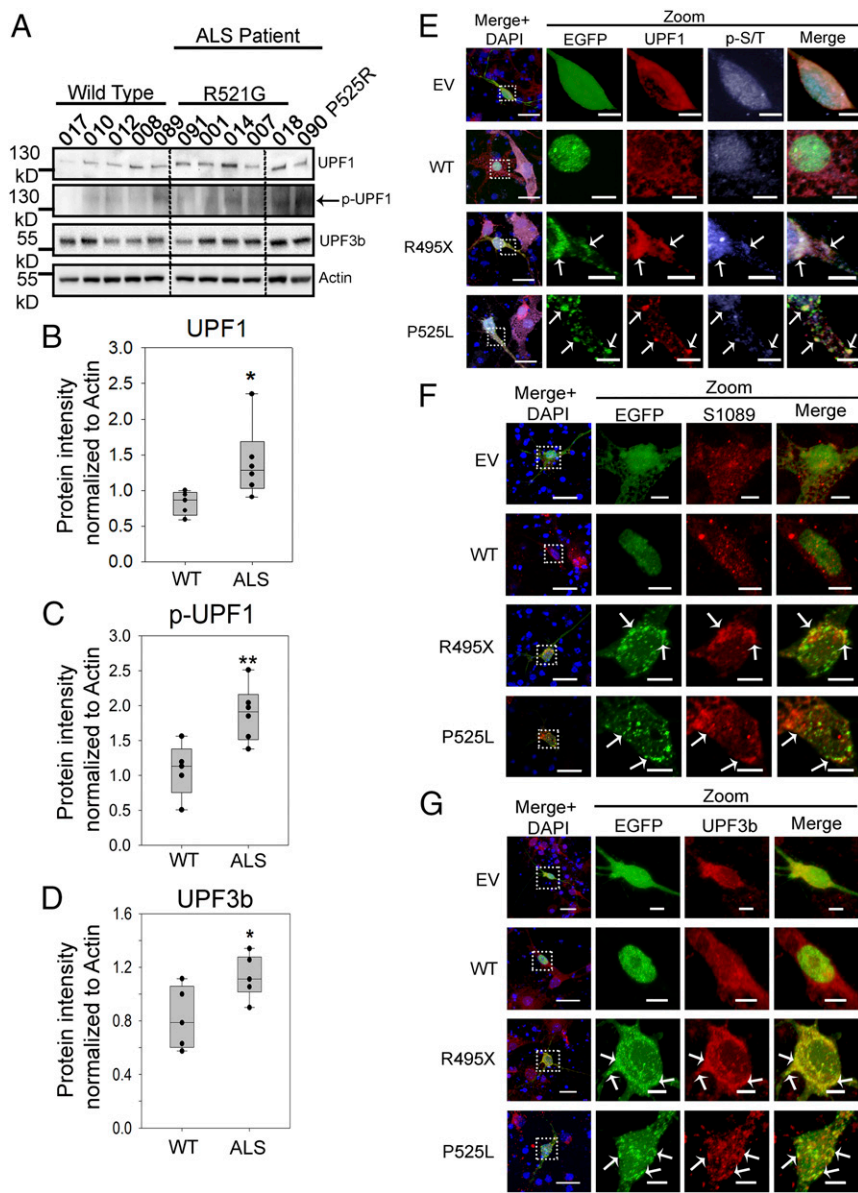 A
ALS Patient
Wild Type
R521G
P525R
017 010 012 008 089 091 001 014 007 018 090
130
kD
UPF1
130
kD
p-UPF1
55
kD
UPF3b
55
kD
Actin
B
UPF1
Protein intensity
normalized to Actin
3.0
2.5
2.0
1.5
1.0
0.5
0.0
*
WT ALS
C
p-UPF1
Protein intensity
normalized to Actin
3.0
2.5
2.0
1.5
1.0
0.5
0.0
**
WT ALS
D
UPF3b
Protein intensity
normalized to Actin
1.6
1.2
0.8
0.4
0.0
*
WT ALS
E
Merge+
DAPI
Zoom
EGFP UPF1 p-S/T Merge
EV
WT
R495X
P525L
F
Merge+
DAPI
Zoom
EGFP S1089 Merge
EV
WT
R495X
P525L
G
Merge+
DAPI
Zoom
EGFP UPF3b Merge
EV
WT
R495X
P525L